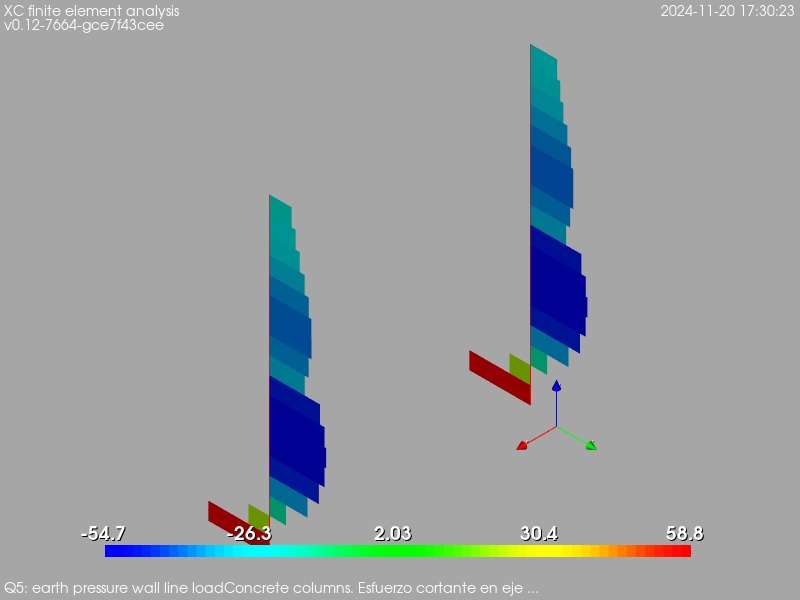 XC finite element analysis
v0.12-7664-gce7f43cee
2024-11-20 17:30:23
-54.7 -26.3 2.03 30.4 58.8
Q5: earth pressure wall line loadConcrete columns. Esfuerzo cortante en eje ...